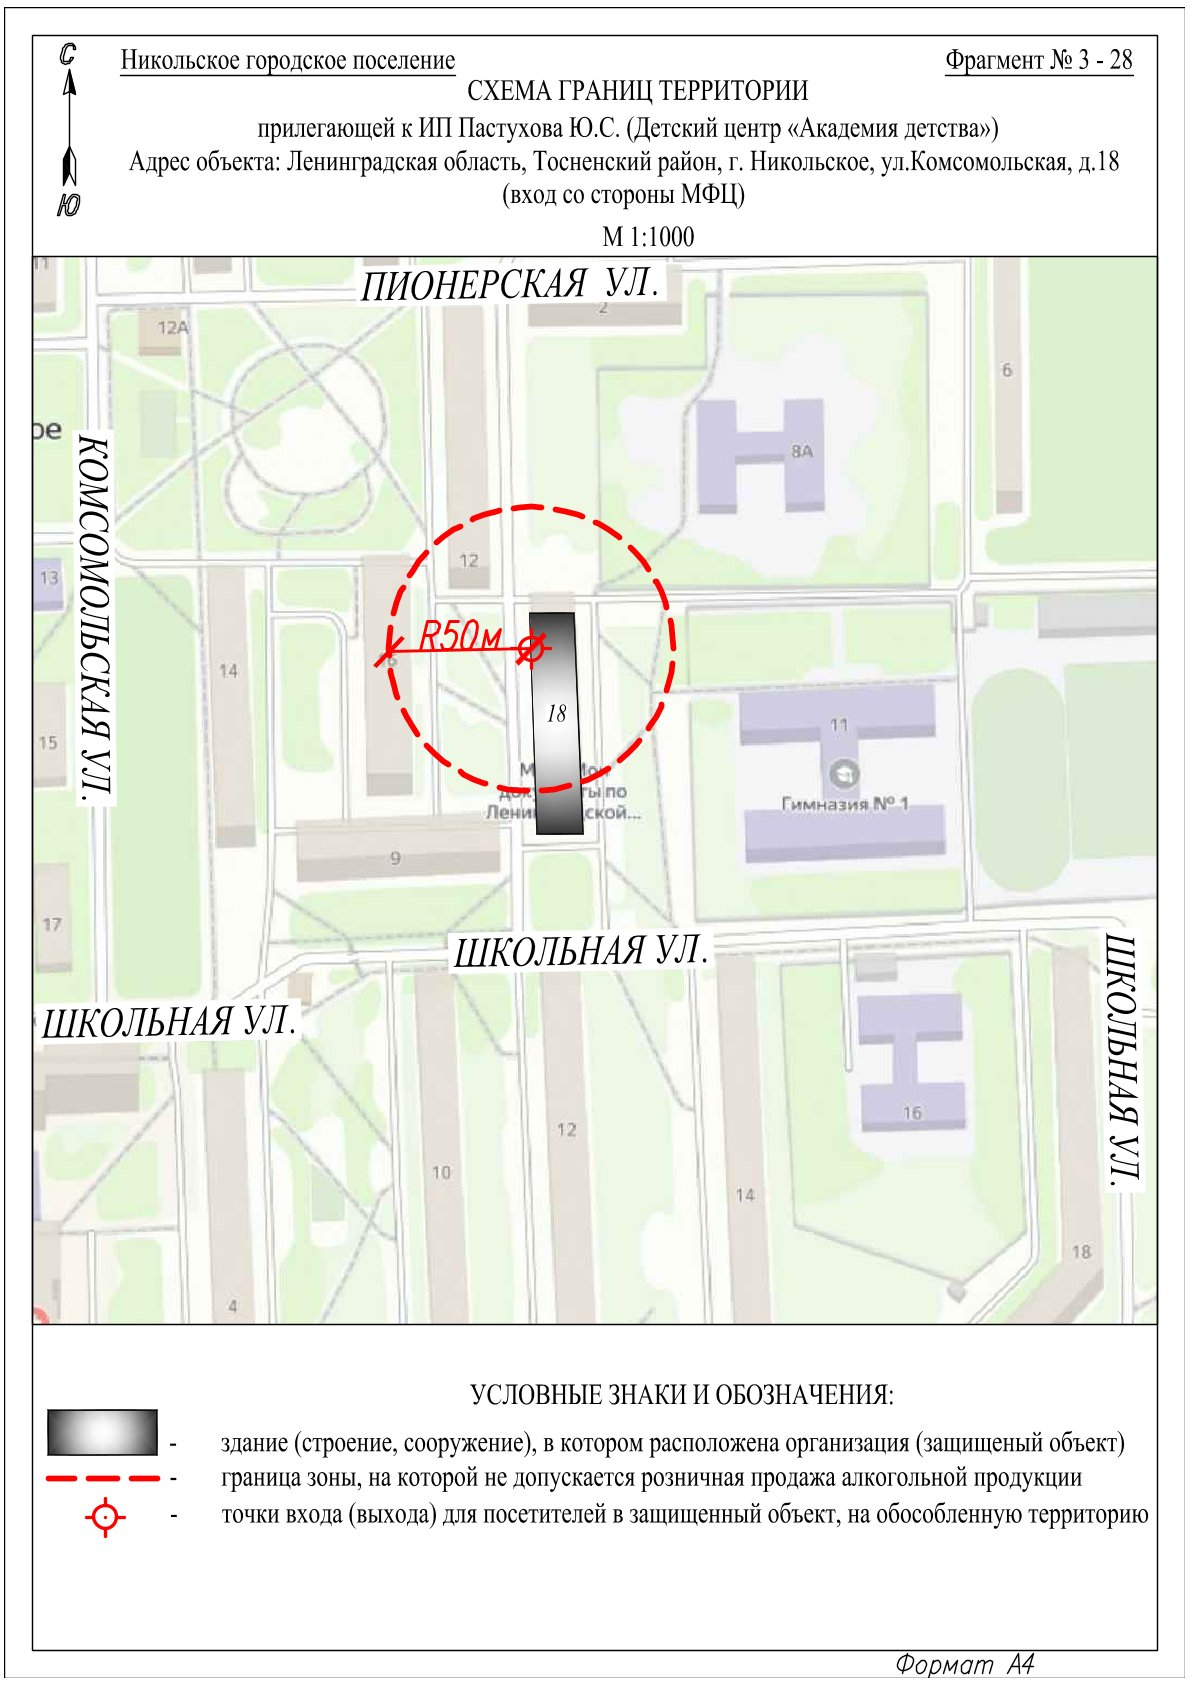 С
Ю
Никольское городское поселение
Фрагмент № 3 - 28
СХЕМА ГРАНИЦ ТЕРРИТОРИИ
прилегающей к ИП Пастухова Ю.С. (Детский центр «Академия детства»)
Адрес объекта: Ленинградская область, Тосненский район, г. Никольское, ул.Комсомольская, д.18
(вход со стороны МФЦ)
М 1:1000
11
ПИОНЕРСКАЯ УЛ.
2
12А
6
ое
КОМСОМОЛЬСКАЯ УЛ.
8А
12
13
R50м
14
18
11
15
ты по
ской...
Гимназия № 1
9
17
ШКОЛЬНАЯ УЛ.
ШКОЛЬНАЯ УЛ.
ШКОЛЬНАЯ УЛ.
16
12
10
14
18
4
УСЛОВНЫЕ ЗНАКИ И ОБОЗНАЧЕНИЯ:
- здание (строение, сооружение), в котором расположена организация (защищеный объект)
- граница зоны, на которой не допускается розничная продажа алкогольной продукции
- точки входа (выхода) для посетителей в защищенный объект, на обособленную территорию
Формат А4